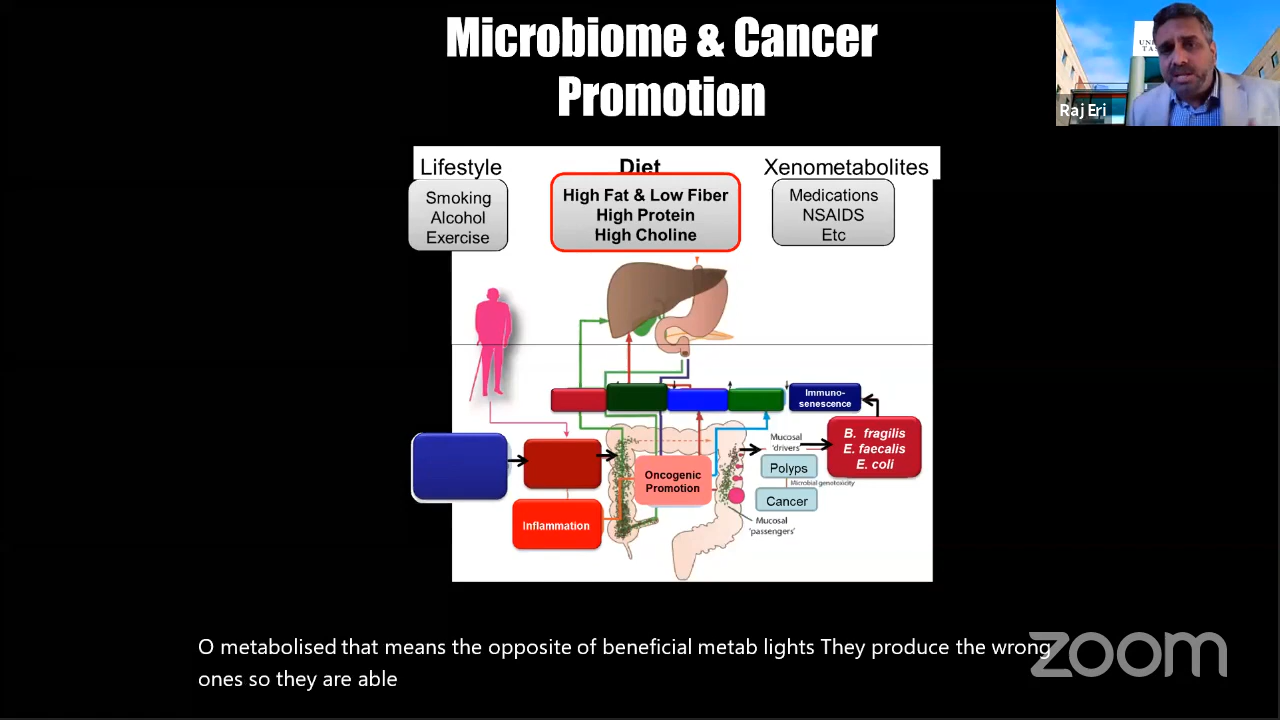 Microbiome & Cancer
Promotion
Raj Eri
Lifestyle
Smoking
Alcohol
Exercise
Diet
High Fat & Low Fiber
High Protein
High Choline
Xenometabolites
Medications
NSAIDS
Etc
Immuno-
senescence
B. fragilis
E. faecalis
E. coli
Mucosal
'drivers'
Oncogenic
Promotion
Polyps
Microbial genotoxicity
Cancer
Inflammation
Mucosal
'passengers'
O metabolised that means the opposite of beneficial metab lights They produce the wrong
ones so they are able
zoom